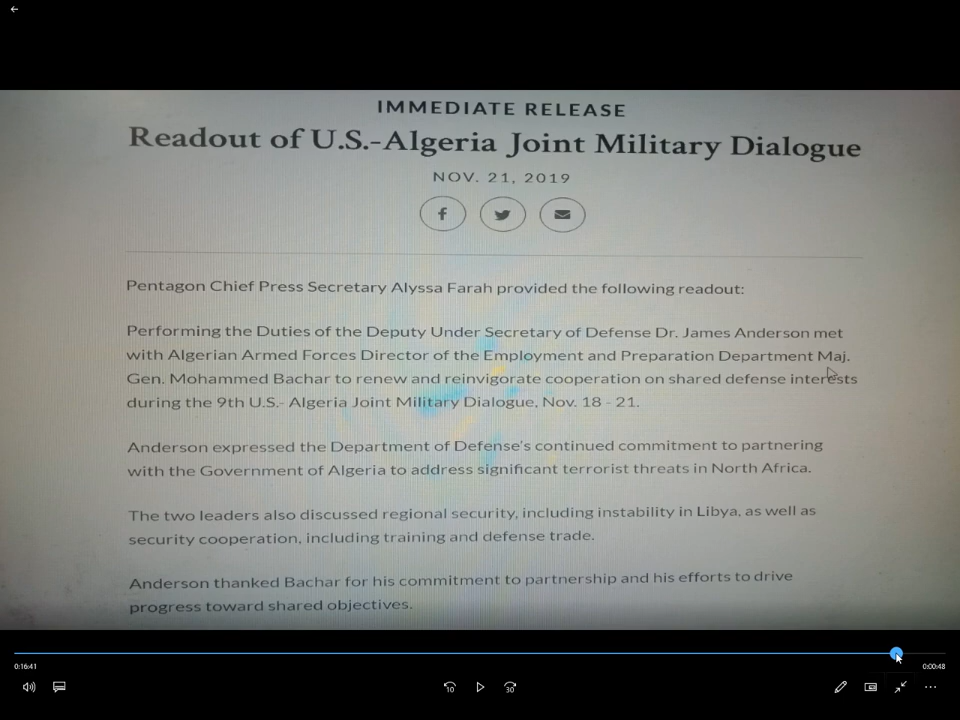 IMMEDIATE RELEASE
Readout of U.S.-Algeria Joint Military Dialogue
NOV. 21, 2019
Pentagon Chief Press Secretary Alyssa Farah provided the following readout:
Performing the Duties of the Deputy Under Secretary of Defense Dr. James Anderson met
with Algerian Armed Forces Director of the Employment and Preparation Department Maj.
Gen. Mohammed Bachar to renew and reinvigorate cooperation on shared defense interests
during the 9th U.S.- Algeria Joint Military Dialogue, Nov. 18 - 21.
Anderson expressed the Department of Defense's continued commitment to partnering
with the Government of Algeria to address significant terrorist threats in North Africa.
The two leaders also discussed regional security, including instability in Libya, as well as
security cooperation, including training and defense trade.
Anderson thanked Bachar for his commitment to partnership and his efforts to drive
progress toward shared objectives.
0:16:41
0:00:48
10
30